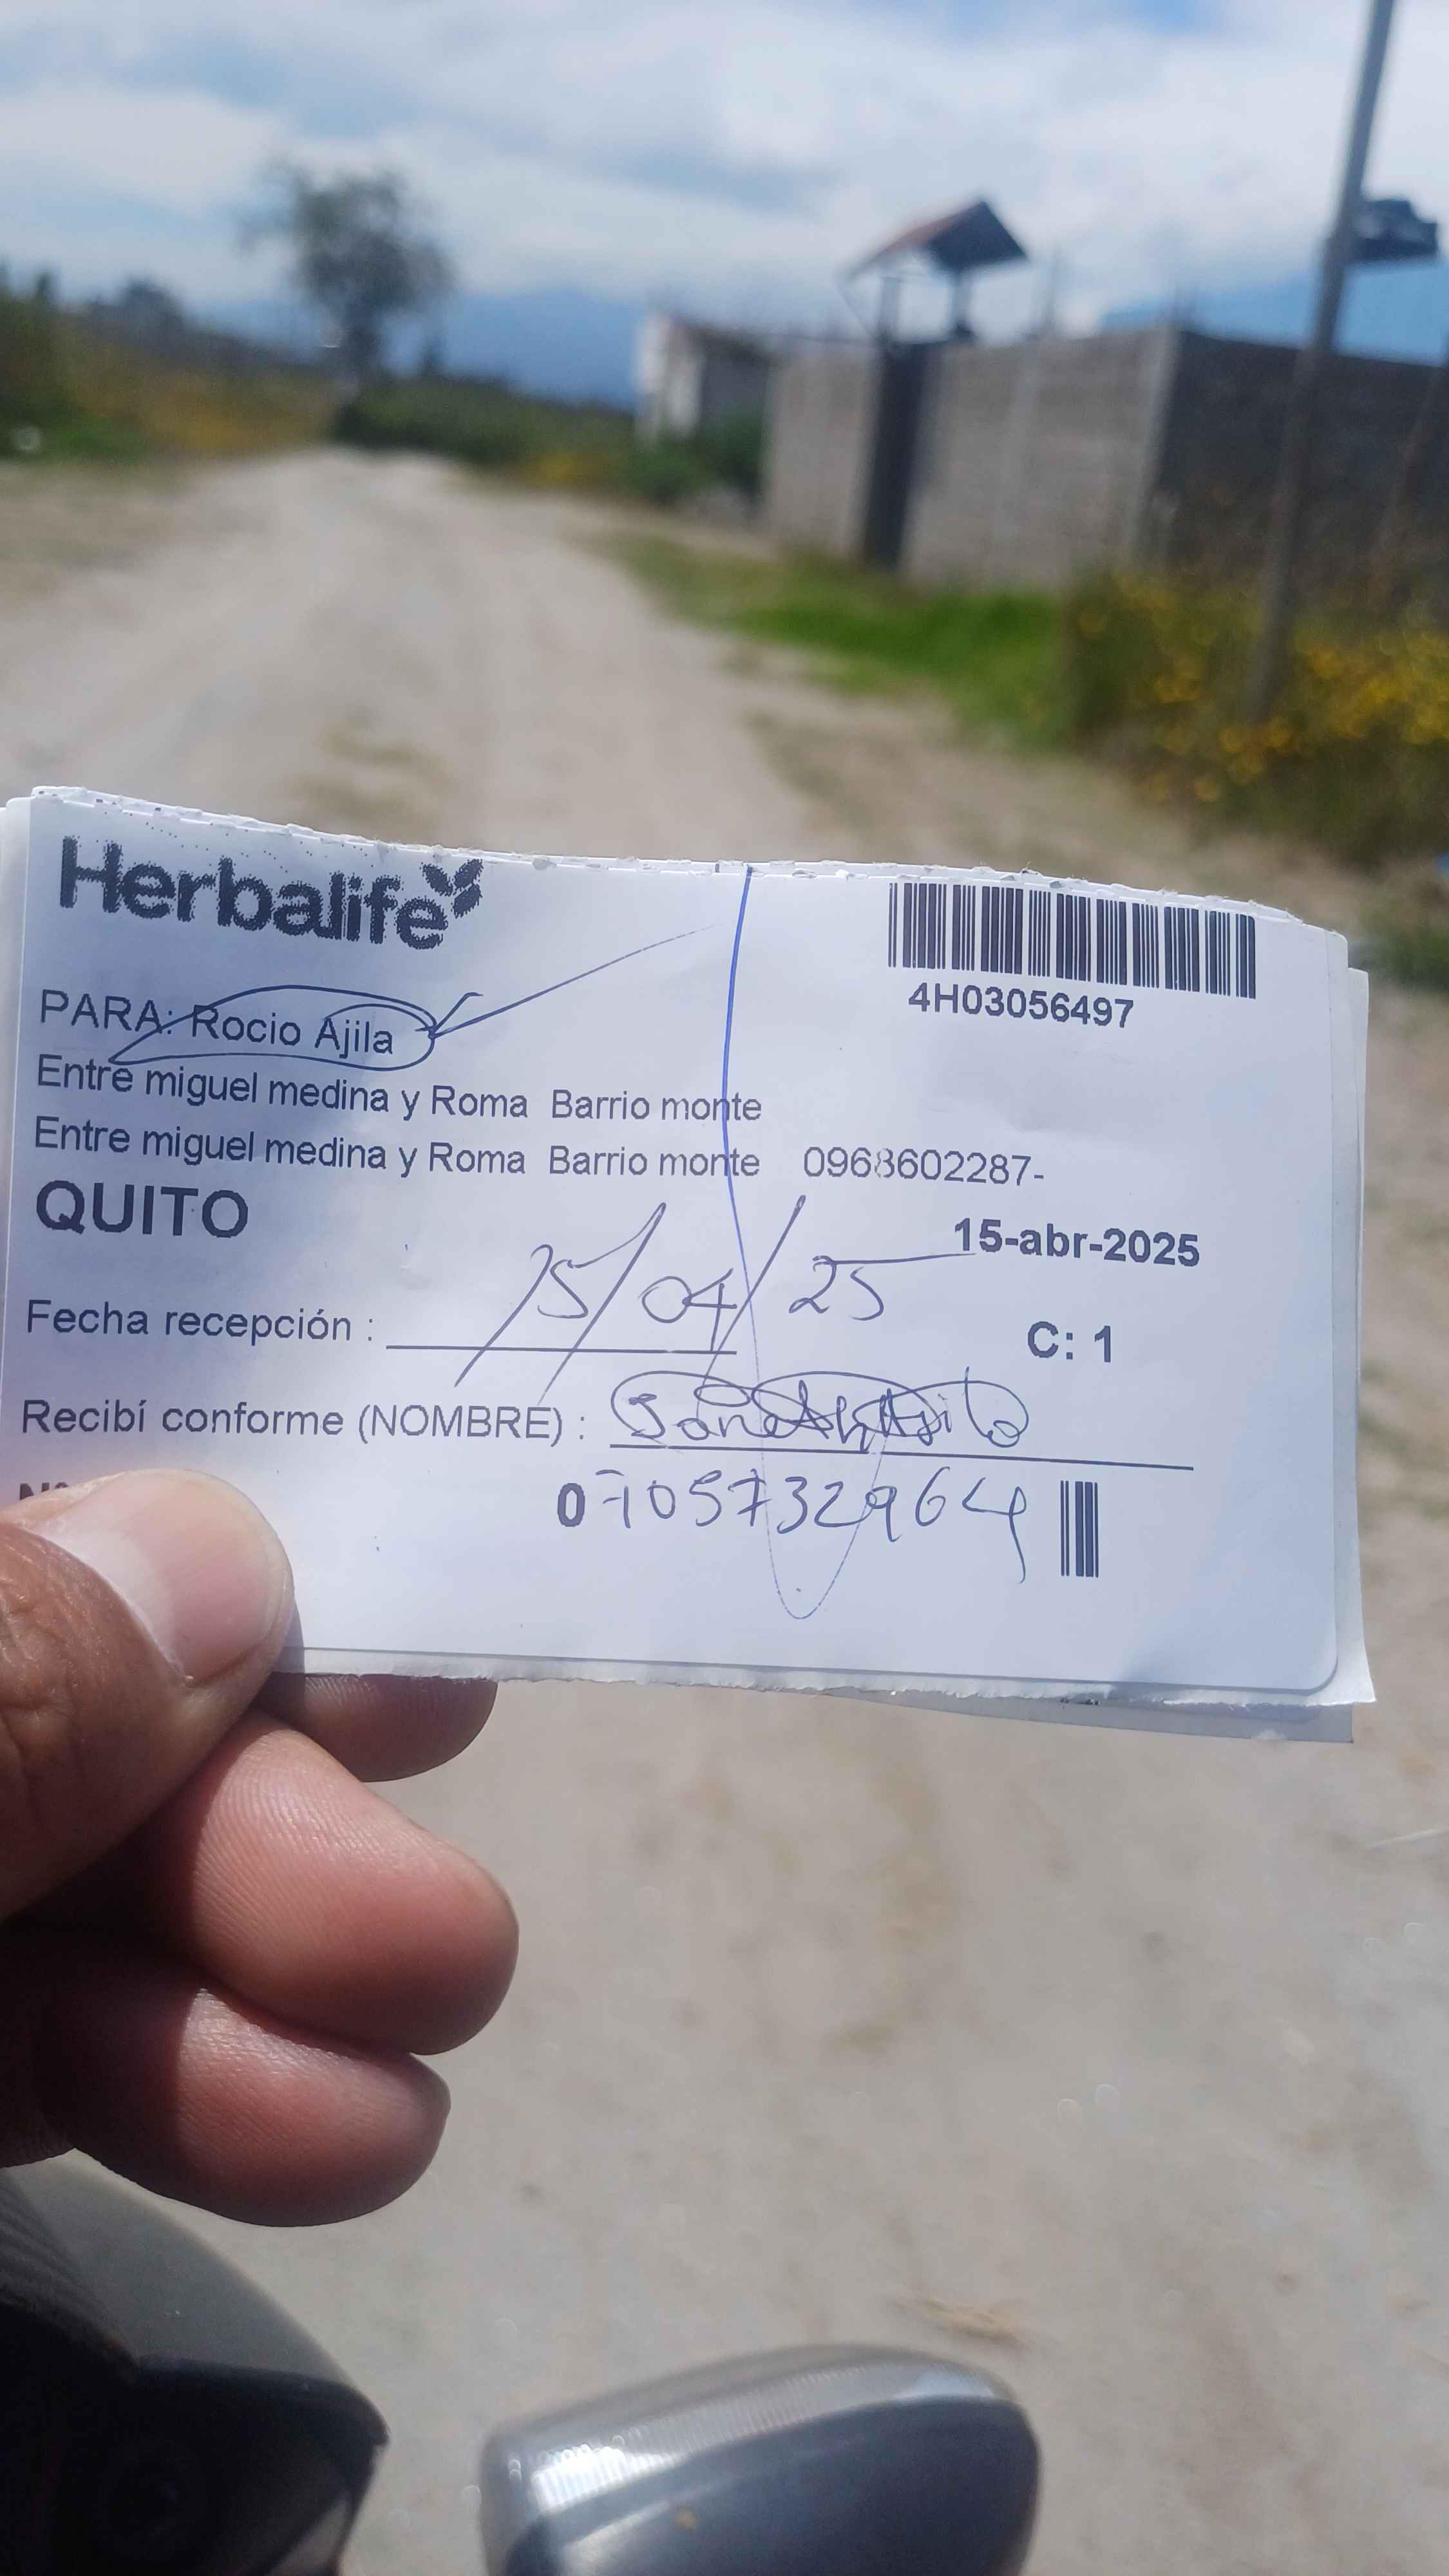 Herbalife
4H03056497
PARA: Rocio Ajila
Entre miguel medina y Roma Barrio monte
Entre miguel medina y Roma Barrio monte 0968602287-
QUITO
15-abr-2025
Fecha recepción : 15/04/25
C: 1
Recibí conforme (NOMBRE) :
0